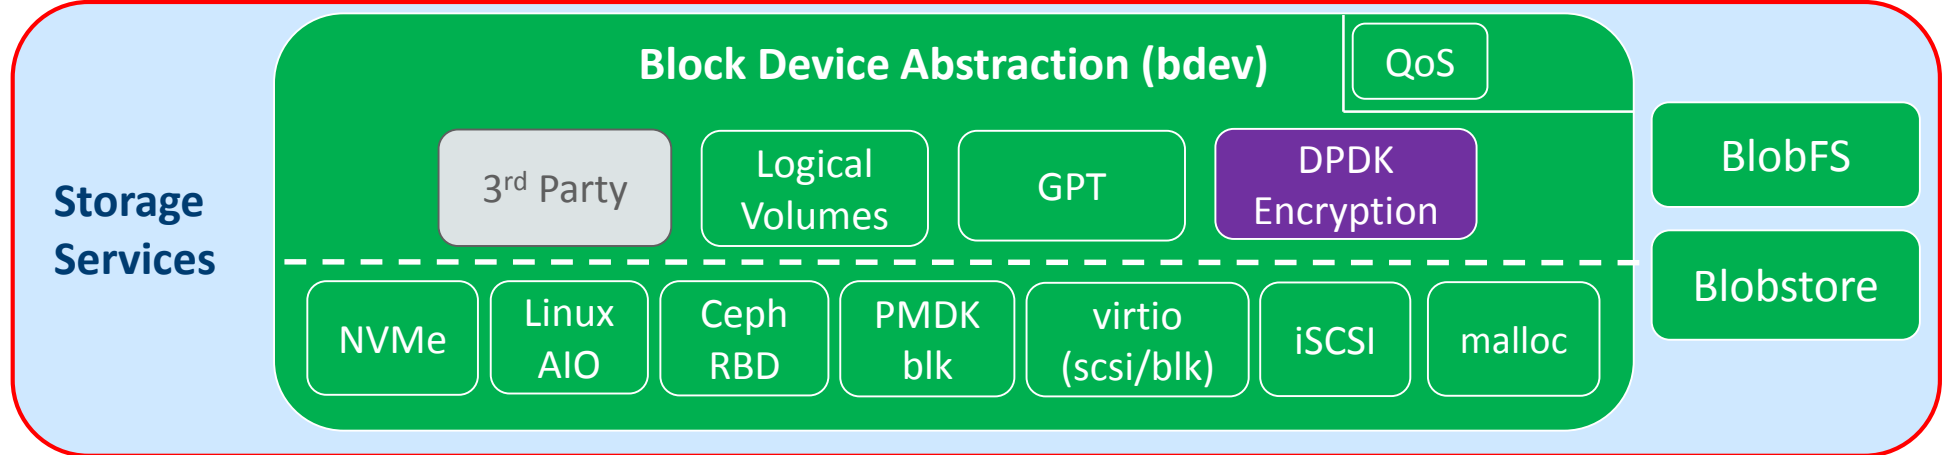 Storage
Services
Block Device Abstraction (bdev)
QoS
3rd Party
Logical
Volumes
GPT
DPDK
Encryption
NVMe
Linux
AIO
Ceph
RBD
PMDK
blk
virtio
(scsi/blk)
iSCSI
malloc
BlobFS
Blobstore